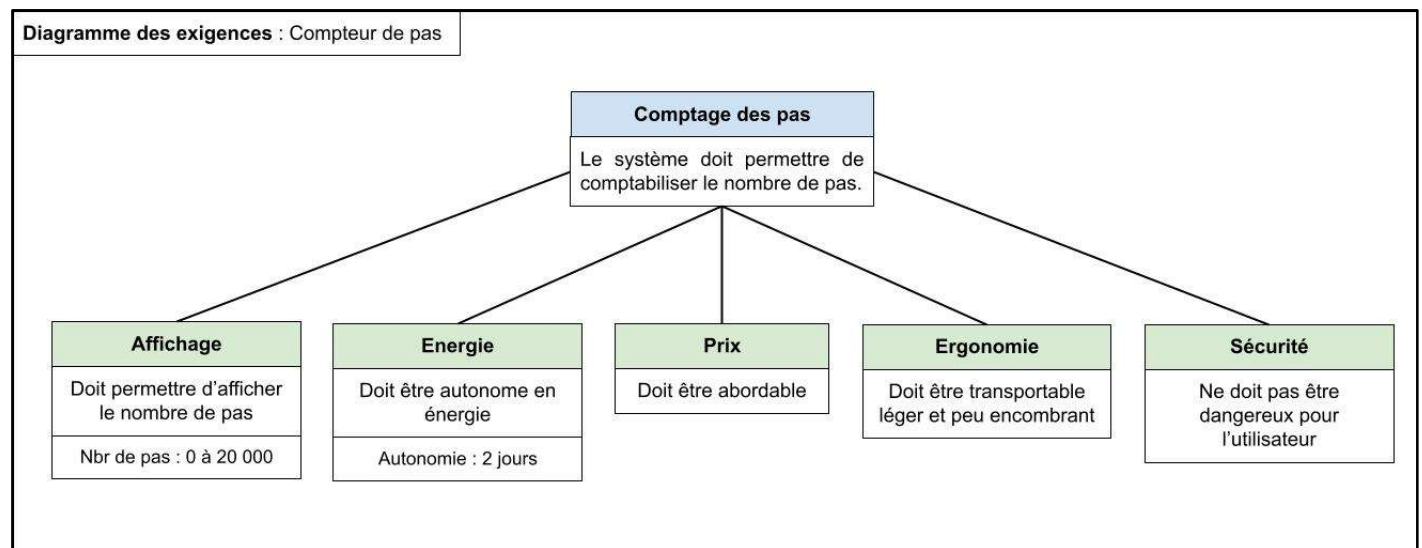 Diagramme des exigences : Compteur de pas
Comptage des pas
Le système doit permettre de
comptabiliser le nombre de pas.
Affichage
Doit permettre d'afficher
le nombre de pas
Nbr de pas : 0 à 20 000
Energie
Doit être autonome en
énergie
Autonomie : 2 jours
Prix
Doit être abordable
Ergonomie
Doit être transportable
léger et peu encombrant
Sécurité
Ne doit pas être
dangereux pour
l'utilisateur